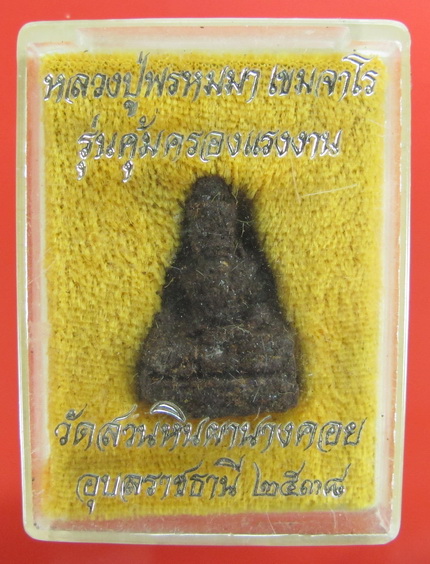 หลวงปู่พรหมมา เขมจาโร
รุ่นคุ้มครองแรงงาน
วัดสวนหินผานางคอย
อุบลราชธานี ๒๕๓๘